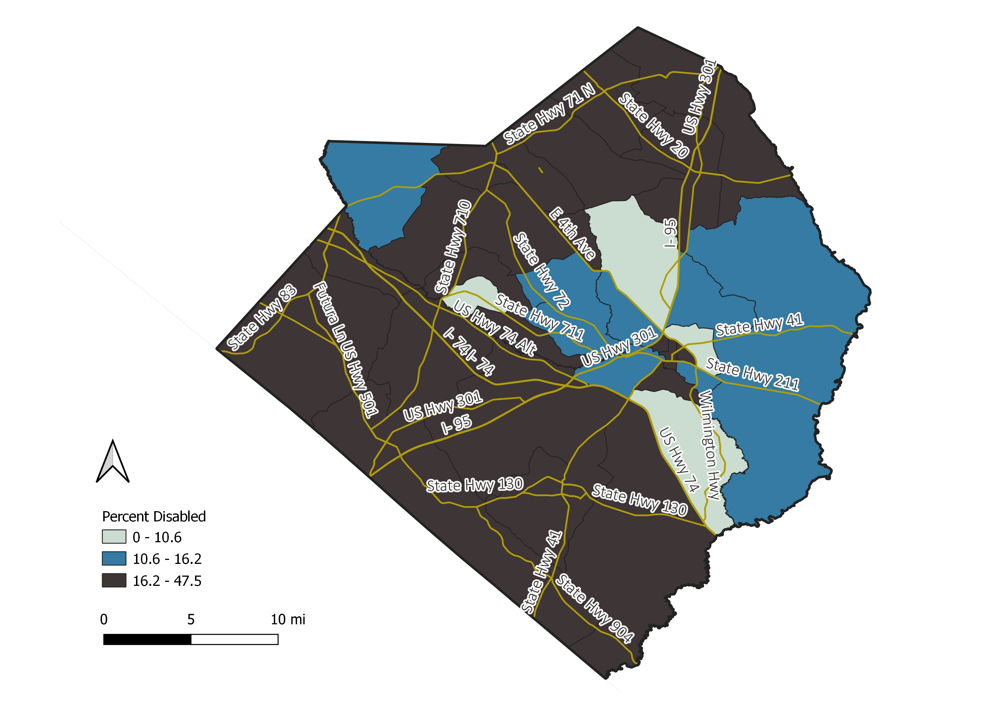 US Hwy 301
State Hwy 71 N
State Hwy 20
State Hwy 710
E 4th Ave
I- 95
State Hwy 72
State Hwy 83
Futura Ln US Hwy 501
State Hwy 711
US Hwy 74 Alt
I- 74
I- 74
US Hwy 301
State Hwy 41
State Hwy 211
US Hwy 301
I- 95
Wilmington Hwy
US Hwy 74
State Hwy 130
State Hwy 130
State Hwy 41
State Hwy 904
Percent Disabled
0 - 10.6
10.6 - 16.2
16.2 - 47.5
0 5 10 mi